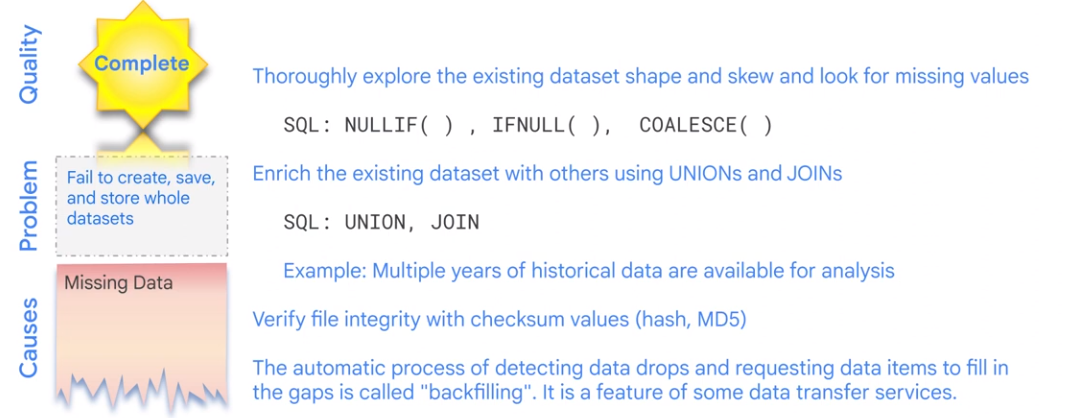 Quality
Complete
Thoroughly explore the existing dataset shape and skew and look for missing values
SQL: NULLIF( ) , IFNULL( ),  COALESCE( )
Problem
Fail to create, save,
and store whole
datasets
Enrich the existing dataset with others using UNIONs and JOINs
SQL: UNION, JOIN
Example: Multiple years of historical data are available for analysis
Causes
Missing Data
Verify file integrity with checksum values (hash, MD5)
The automatic process of detecting data drops and requesting data items to fill in
the gaps is called "backfilling". It is a feature of some data transfer services.